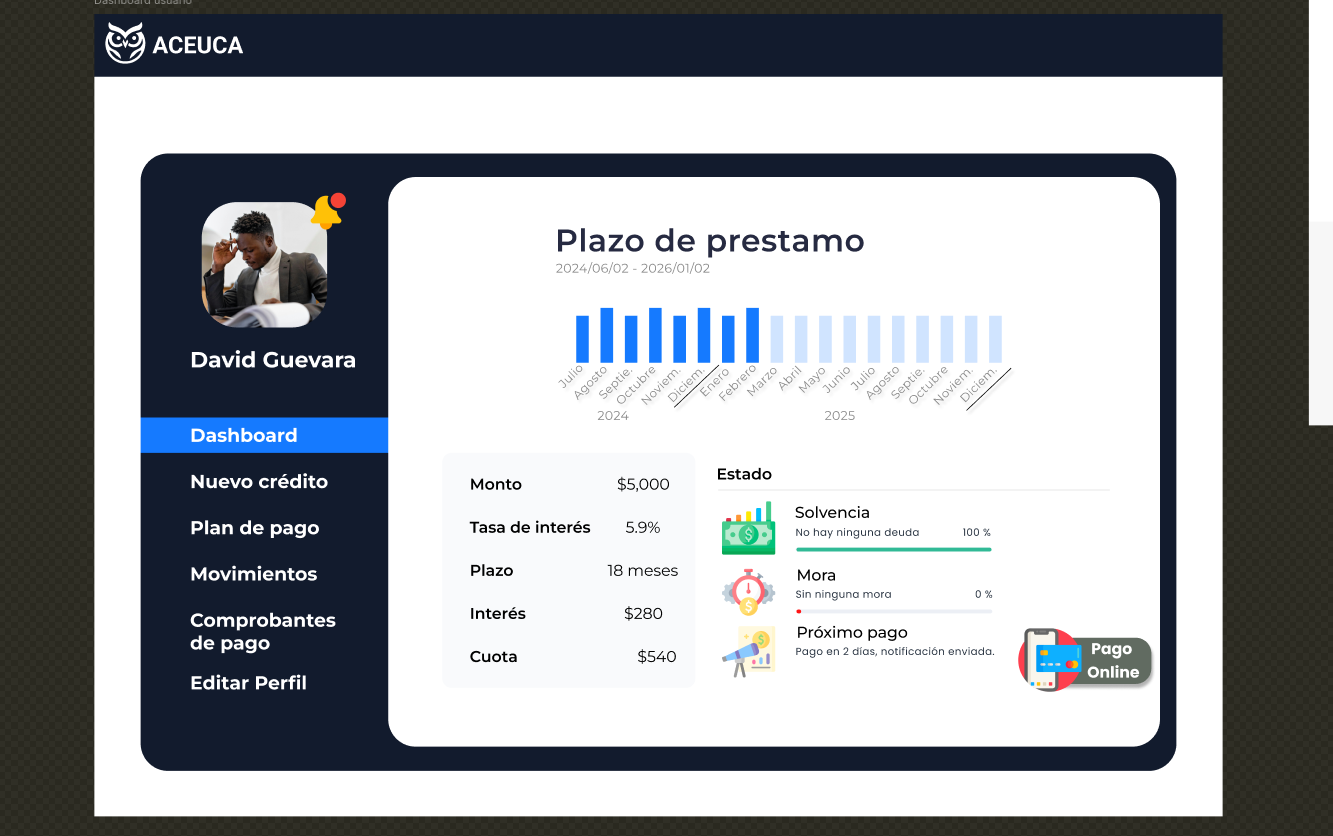 Dashboard usuario
ACEUCA
David Guevara
Dashboard
Nuevo crédito
Plan de pago
Movimientos
Comprobantes
de pago
Editar Perfil
Plazo de prestamo
2024/06/02 - 2026/01/02
Julio
Agosto
Septie.
Octubre
Noviem.
Diciem.
Enero
Febrero
Marzo
Abril
Mayo
Junio
Julio
Agosto
Septie.
Octubre
Noviem.
Diciem.
2024
2025
Monto $5,000
Tasa de interés 5.9%
Plazo 18 meses
Interés $280
Cuota $540
Estado
Solvencia
No hay ninguna deuda 100 %
Mora
Sin ninguna mora 0 %
Próximo pago
Pago en 2 días, notificación enviada.
Pago
Online